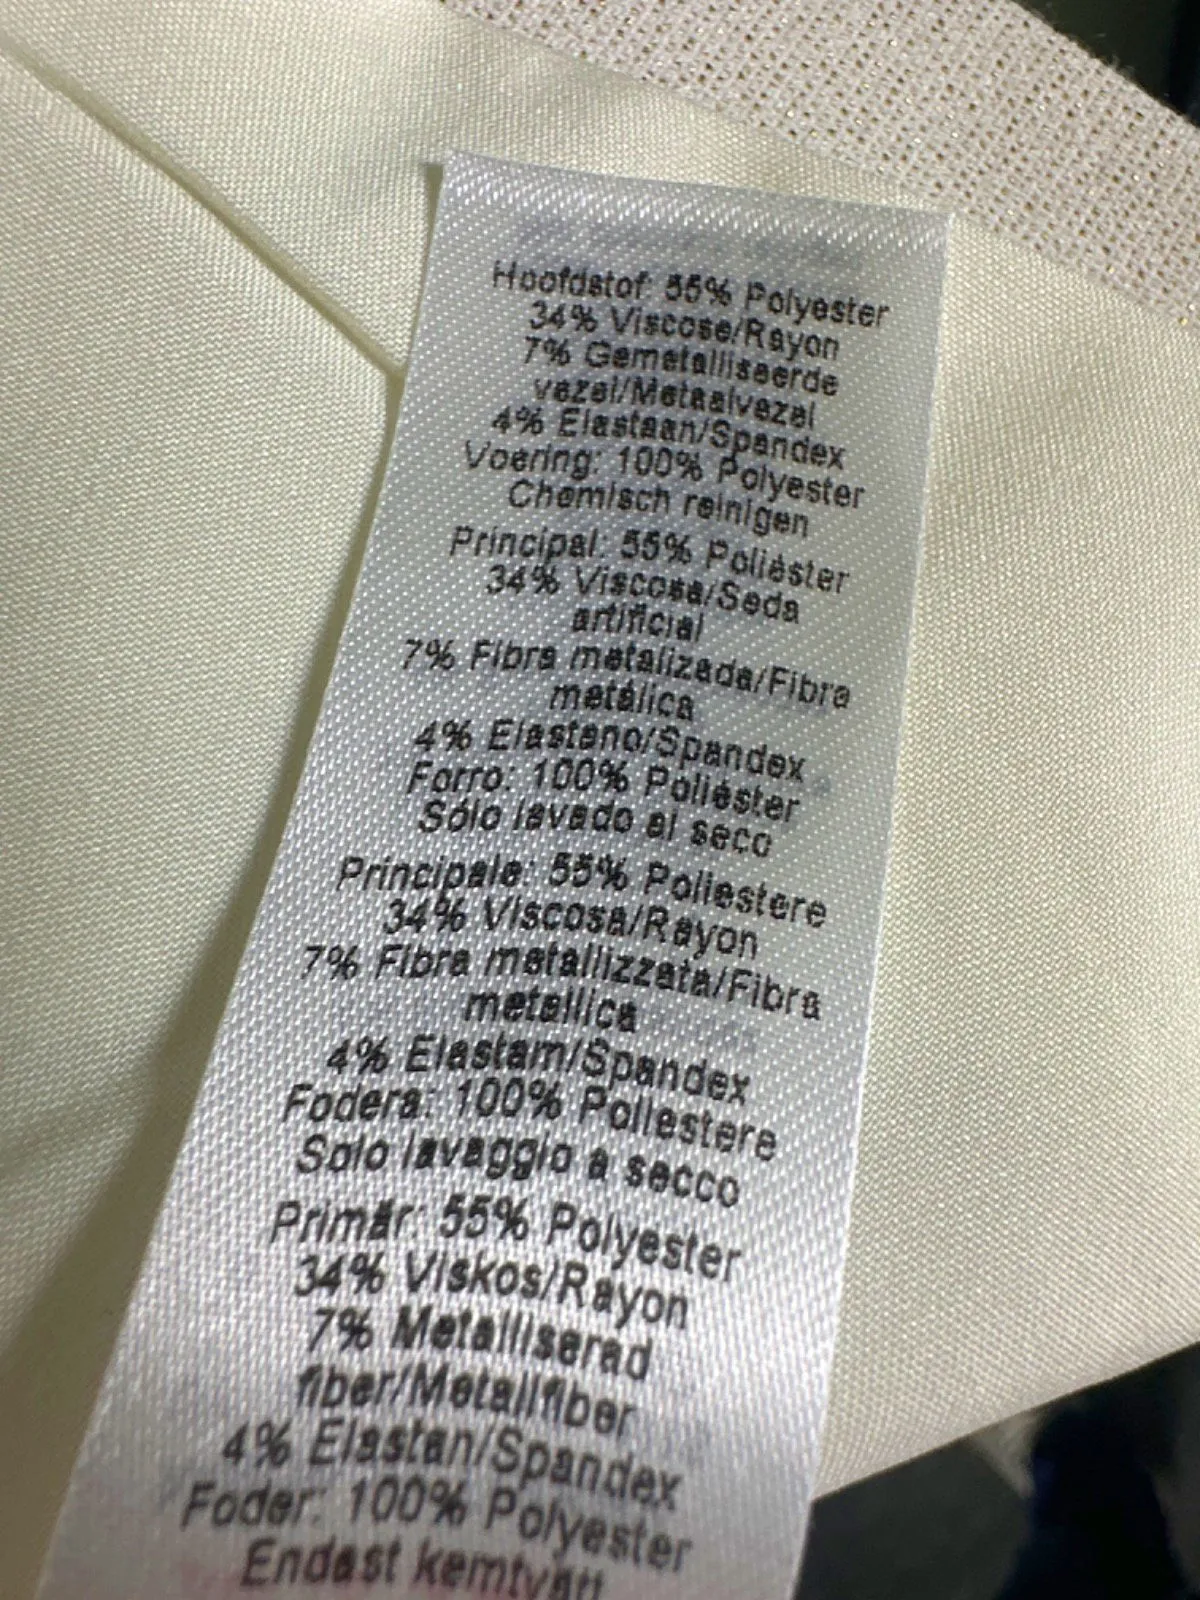 Hoofdstof: 55% Polyester
34% Viscose/Rayon
7% Gemetalliseerde
vezel/Metaalvezel
4% Elastaan/Spandex
Voering: 100% Polyester
Chemisch reinigen
Principal: 55% Poliéster
34% Viscosa/Seda
artificial
7% Fibra metalizada/Fibra
metálica
4% Elastano/Spandex
Forro: 100% Poliéster
Sólo lavado al seco
Principale: 55% Poliestere
34% Viscosa/Rayon
7% Fibra metallizzata/Fibra
metallica
4% Elastam/Spandex
Fodera: 100% Poliestere
Solo lavaggio a secco
Primär: 55% Polyester
34% Viskos/Rayon
7% Metalliserad
fiber/Metallfiber
4% Elastan/Spandex
Foder: 100% Polyester
Endast kemtvätt